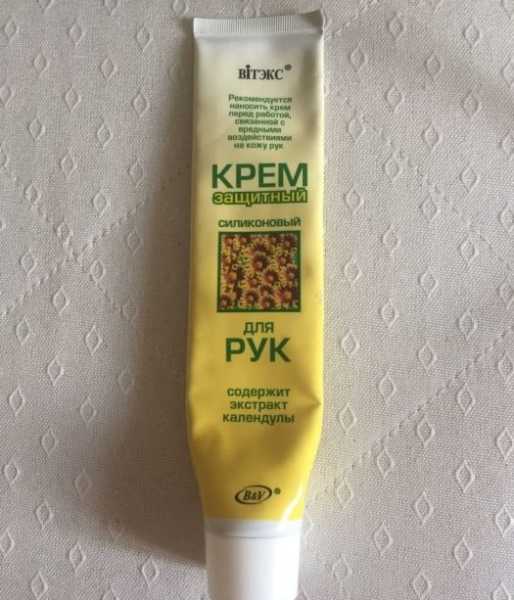 ВIТЭКС®
Рекомендуется
наносить крем
перед работой,
связанной с
вредными
воздействиями
на кожу рук
КРЕМ
защитный
СИЛИКОНОВЫЙ
для
РУК
содержит
экстракт
календулы
B&V®